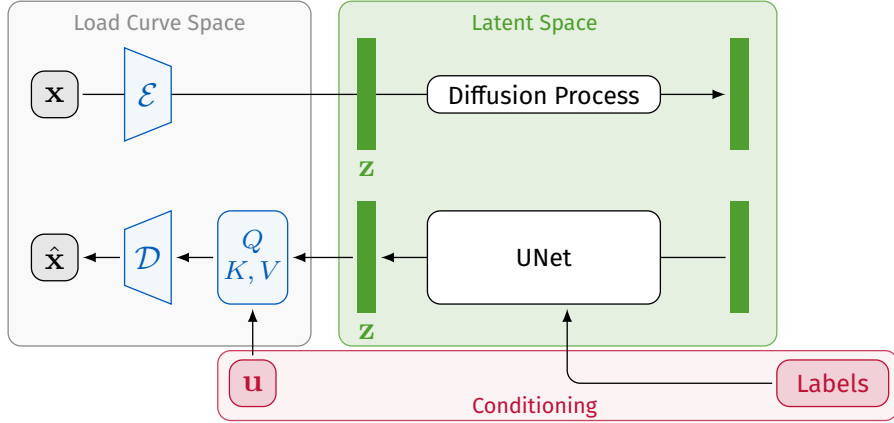 Load Curve Space
Latent Space
x
ℰ
Diffusion Process
z
x̂
𝒟
Q
K, V
UNet
z
u
Labels
Conditioning